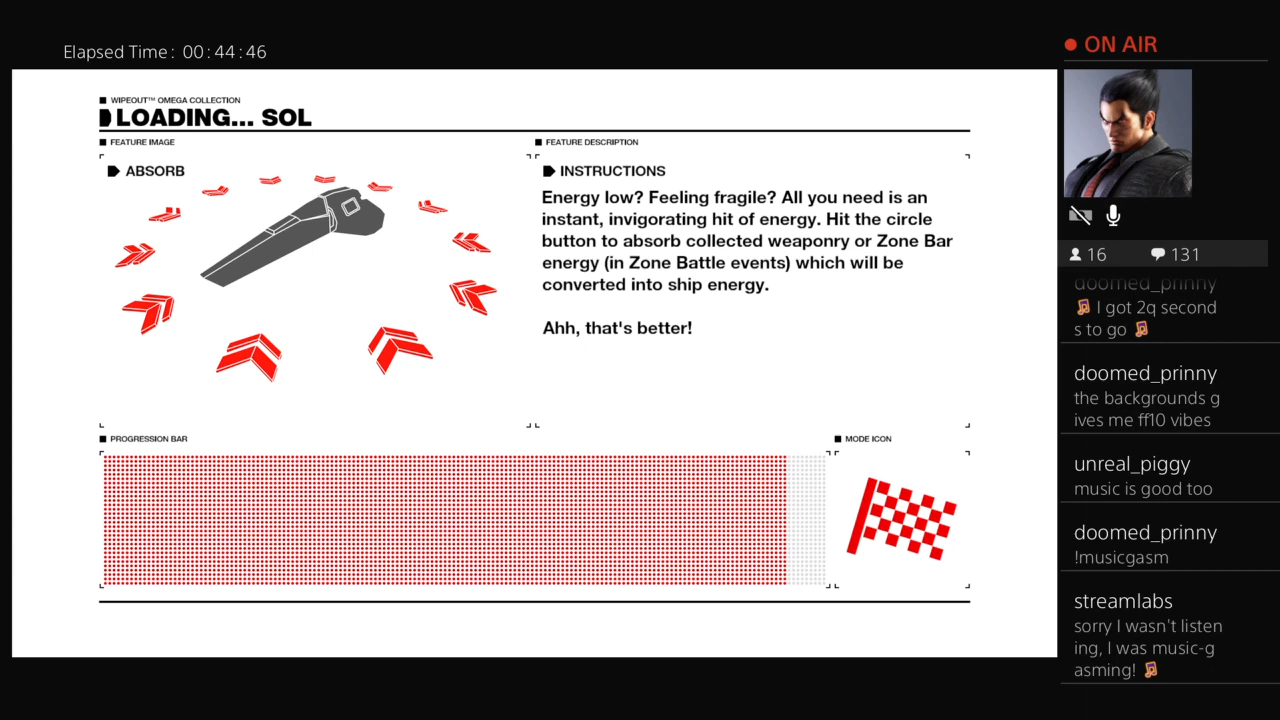 Elapsed Time: 00:44:46
ON AIR
WIPEOUT™ OMEGA COLLECTION
LOADING... SOL
FEATURE IMAGE
ABSORB
FEATURE DESCRIPTION
INSTRUCTIONS
Energy low? Feeling fragile? All you need is an
instant, invigorating hit of energy. Hit the circle
button to absorb collected weaponry or Zone Bar
energy (in Zone Battle events) which will be
converted into ship energy.
Ahh, that's better!
PROGRESSION BAR
MODE ICON
16
131
doomed_prinny
I got 2q second
s to go
doomed_prinny
the backgrounds g
ives me ff10 vibes
unreal_piggy
music is good too
doomed_prinny
!musicgasm
streamlabs
sorry I wasn't listen
ing, I was music-g
asming!